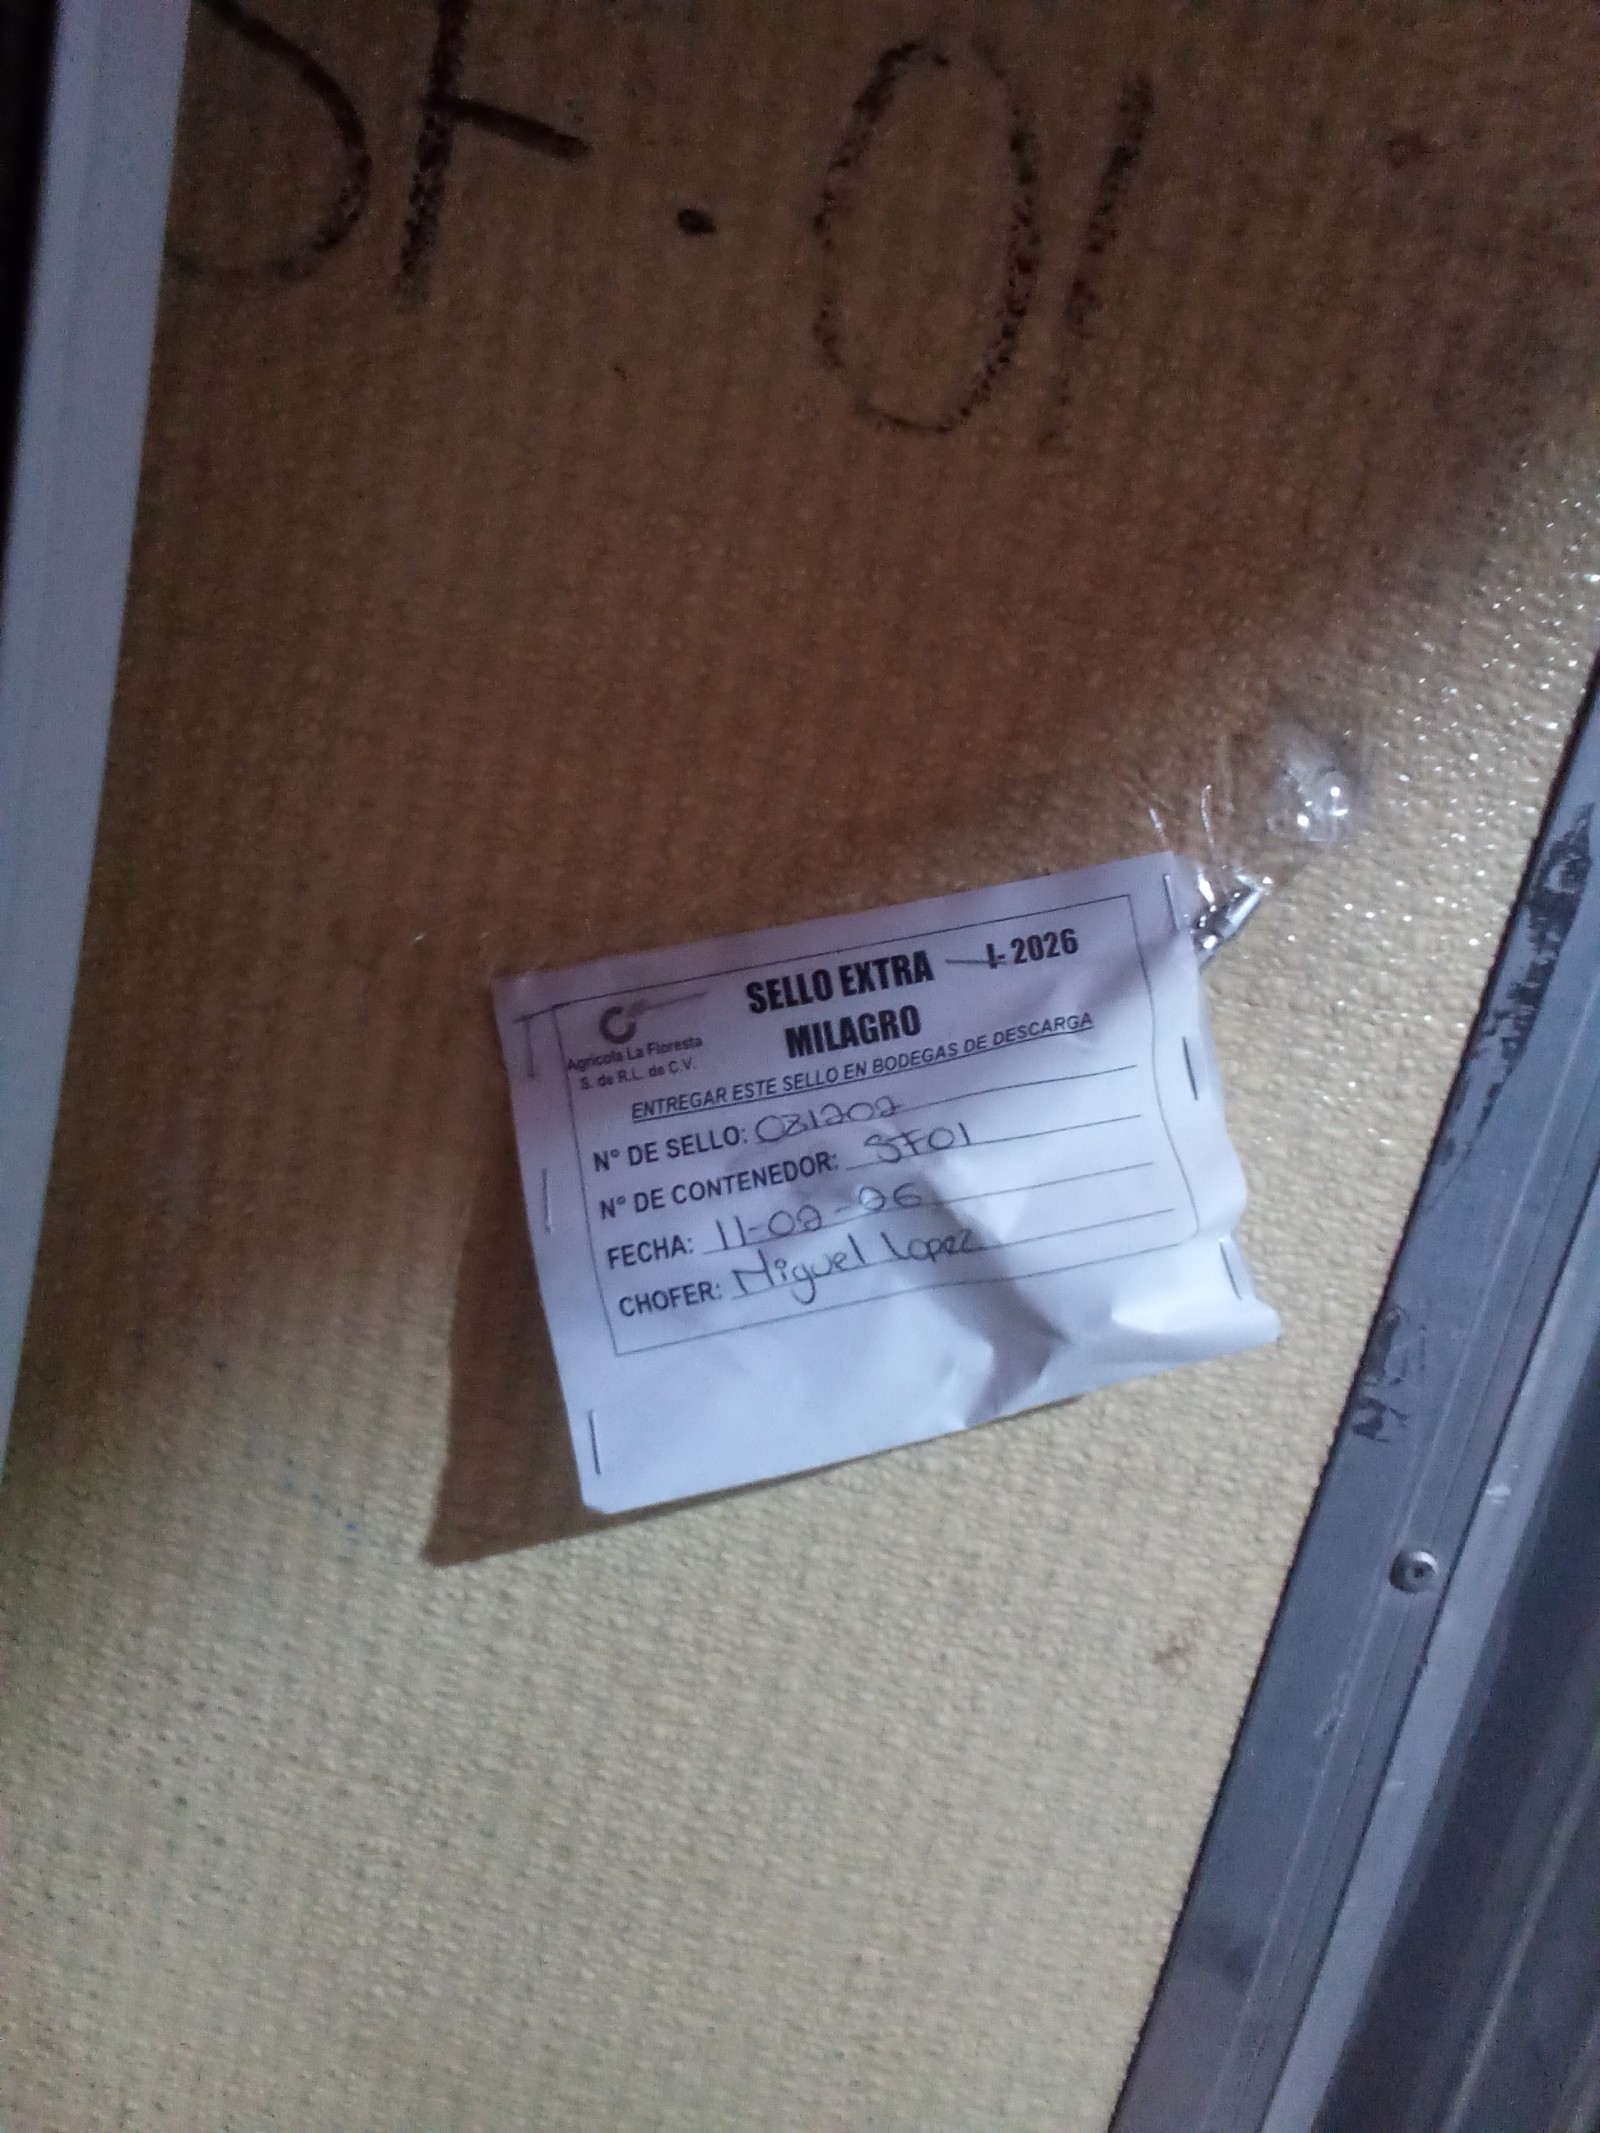 SF.01
SELLO EXTRA I-2026
MILAGRO
Agricola La Floresta
S. de R.L. de C.V.
ENTREGAR ESTE SELLO EN BODEGAS DE DESCARGA
N° DE SELLO: 031202
N° DE CONTENEDOR: SF01
FECHA: 11-02-26
CHOFER: Miguel Lopez